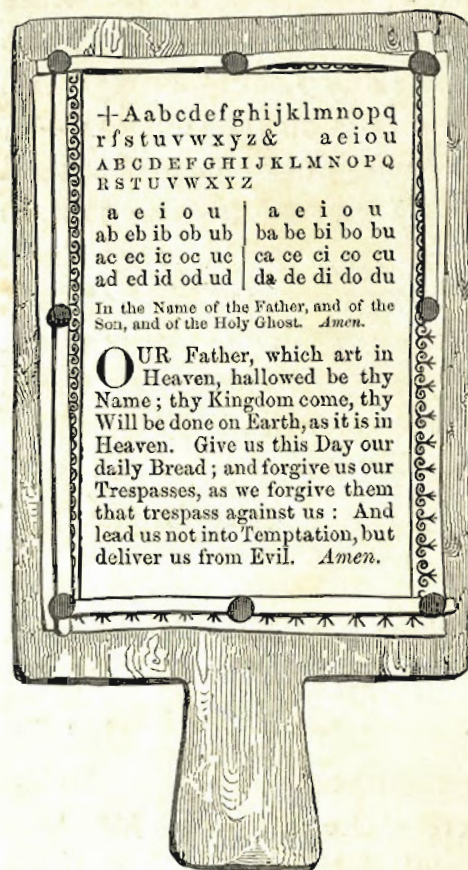 +Aabcdefghijklmnopq
rſstuvwxyz& aeiou
ABCDEFGHIJKLMNOPQ
RSTUVWXYZ
a e i o u | a e i o u
ab eb ib ob ub | ba be bi bo bu
ac ec ic oc uc | ca ce ci co cu
ad ed id od ud | da de di do du
In the Name of the Father, and of the
Son, and of the Holy Ghost. Amen.
OUR Father, which art in
Heaven, hallowed be thy
Name; thy Kingdom come, thy
Will be done on Earth, as it is in
Heaven. Give us this Day our
daily Bread; and forgive us our
Trespasses, as we forgive them
that trespass against us: And
lead us not into Temptation, but
deliver us from Evil. Amen.